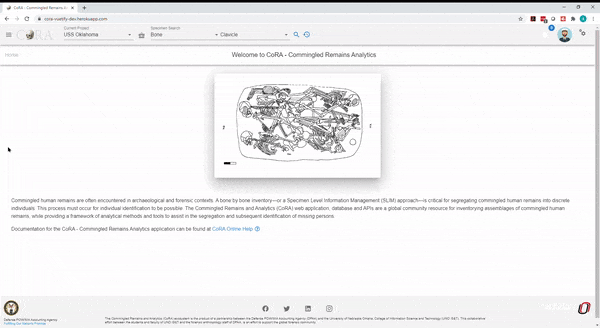 CoRA - Commingled Remains An
cora-vuetify-dev.herokuapp.com
CoRA
Current Project
USS Oklahoma
Specimen Search
Bone
Clavicle
Home
Welcome to CoRA - Commingled Remains Analytics
Commingled human remains are often encountered in archaeological and forensic contexts. A bone by bone inventory—or a Specimen Level Information Management (SLIM) approach—is critical for segregating commingled human remains into discrete
individuals. This process must occur for individual identification to be possible. The Commingled Remains and Analytics (CoRA) web application, database and APIs are a global community resource for inventorying assemblages of commingled human
remains, while providing a framework of analytical methods and tools to assist in the segregation and subsequent identification of missing persons.
Documentation for the CoRA - Commingled Remains Analytics application can be found at CoRA Online Help
Defense POW/MIA Accounting Agency
Fulfilling Our Nation's Promise
The Commingled Remains and Analytics (CoRA) ecosystem is the product of a partnership between the Defense POW/MIA Accounting Agency (DPAA) and the University of Nebraska Omaha, College of Information Science and Technology (UNO IS&T). This collaborative
effort between the students and faculty of UNO IS&T and the forensic anthropology staff of DPAA, is an effort to support the global forensic community.